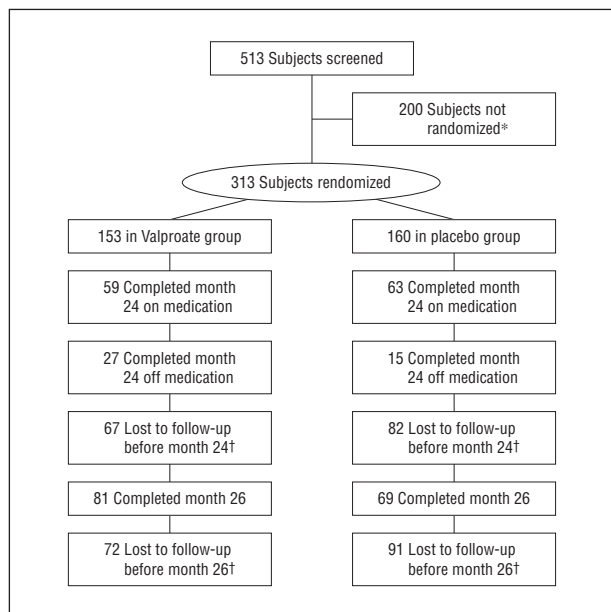 513 Subjects screened
200 Subjects not
randomized*
313 Subjects rendomized
153 in Valproate group
160 in placebo group
59 Completed month
24 on medication
63 Completed month
24 on medication
27 Completed month
24 off medication
15 Completed month
24 off medication
67 Lost to follow-up
before month 24†
82 Lost to follow-up
before month 24†
81 Completed month 26
69 Completed month 26
72 Lost to follow-up
before month 26†
91 Lost to follow-up
before month 26†